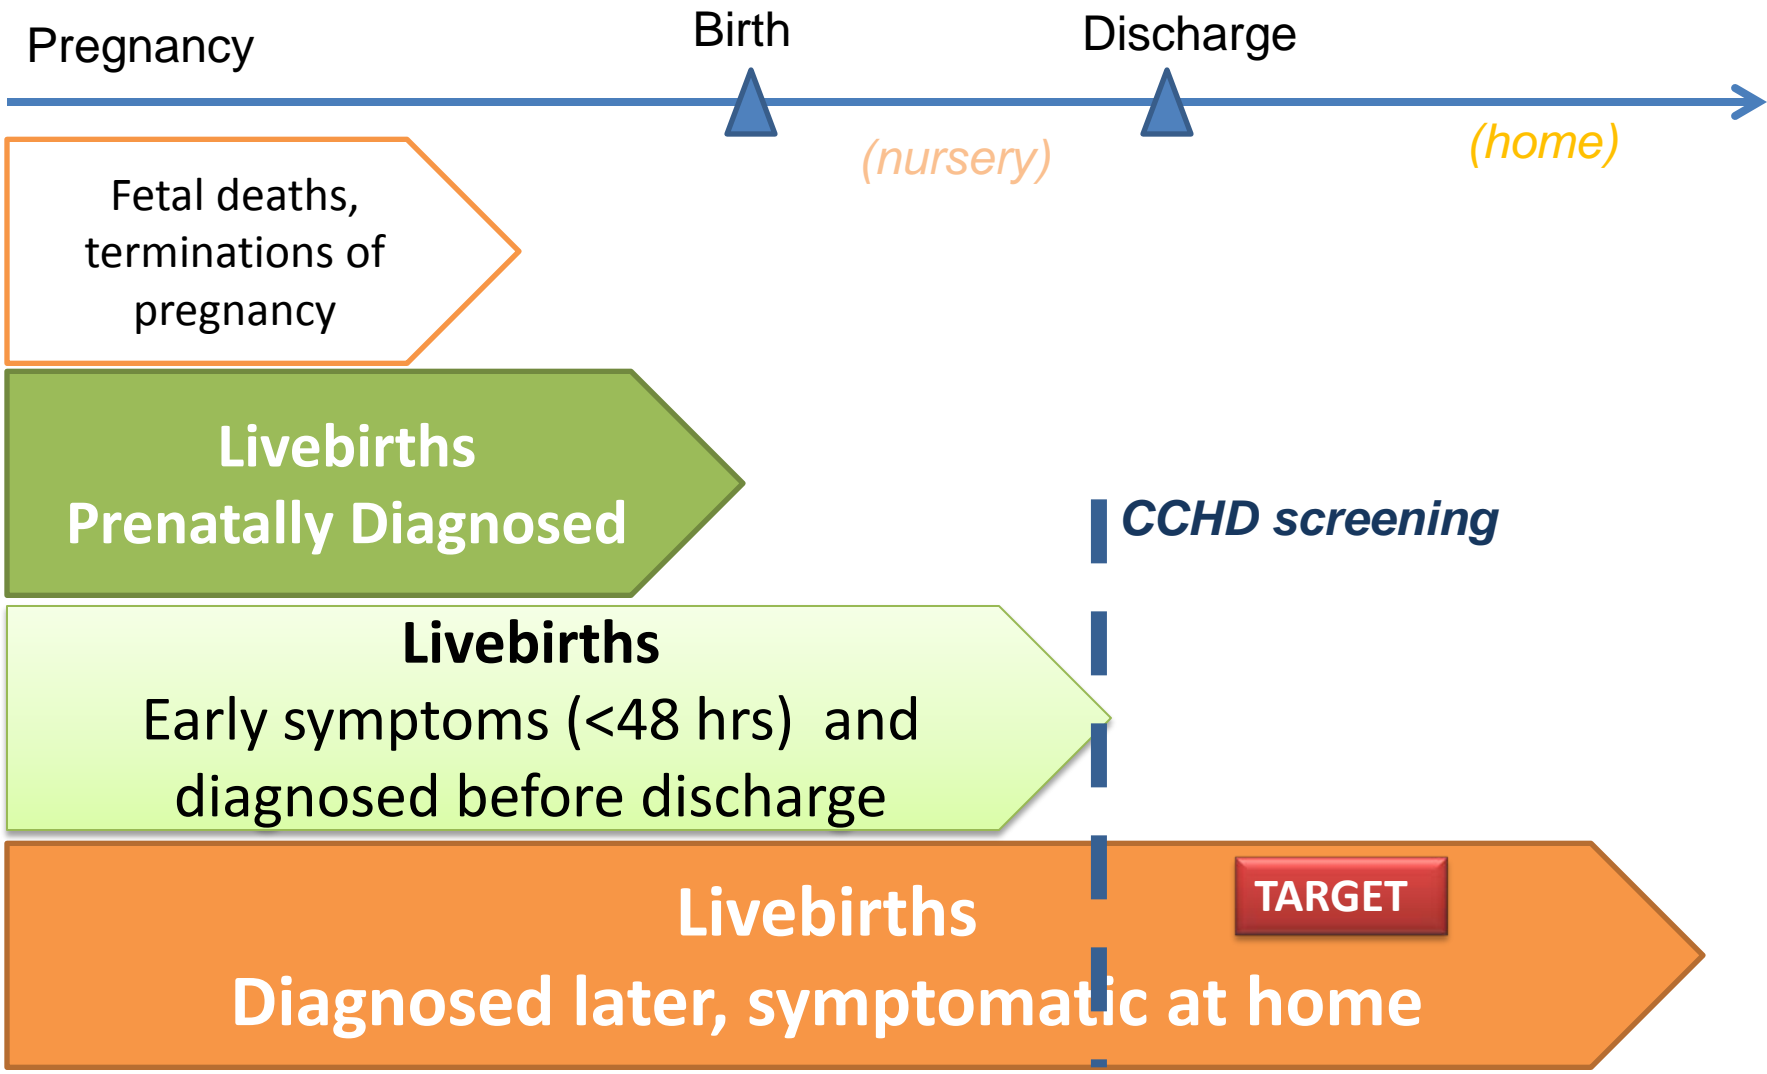 Pregnancy
Birth
Discharge
(nursery)
(home)
Fetal deaths,
terminations of
pregnancy
Livebirths
Prenatally Diagnosed
CCHD screening
Livebirths
Early symptoms (<48 hrs)  and
diagnosed before discharge
TARGET
Livebirths
Diagnosed later, symptomatic at home